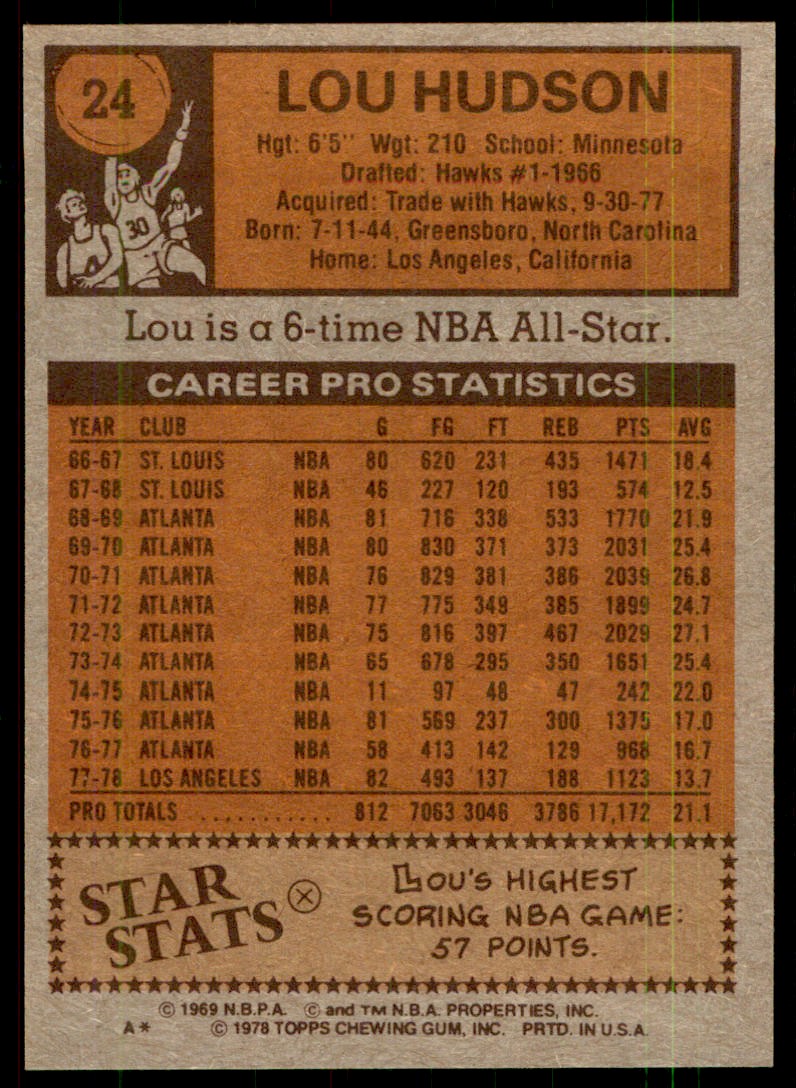 24
LOU HUDSON
Hgt: 6'5" Wgt: 210 School: Minnesota
Drafted: Hawks #1-1966
Acquired: Trade with Hawks, 9-30-77
Born: 7-11-44, Greensboro, North Carolina
Home: Los Angeles, California
30
Lou is a 6-time NBA All-Star.
CAREER PRO STATISTICS
YEAR CLUB G FG FT REB PTS AVG
66-67 ST. LOUIS NBA 80 620 231 435 1471 18.4
67-68 ST. LOUIS NBA 46 227 120 193 574 12.5
68-69 ATLANTA NBA 81 716 338 533 1770 21.9
69-70 ATLANTA NBA 80 830 371 373 2031 25.4
70-71 ATLANTA NBA 76 829 381 386 2039 26.8
71-72 ATLANTA NBA 77 775 349 385 1899 24.7
72-73 ATLANTA NBA 75 816 397 467 2029 27.1
73-74 ATLANTA NBA 65 678 295 350 1651 25.4
74-75 ATLANTA NBA 11 97 48 47 242 22.0
75-76 ATLANTA NBA 81 569 237 300 1375 17.0
76-77 ATLANTA NBA 58 413 142 129 968 16.7
77-78 LOS ANGELES NBA 82 493 137 188 1123 13.7
PRO TOTALS ........... 812 7063 3046 3786 17,172 21.1
STAR STATS
LOU'S HIGHEST
SCORING NBA GAME:
57 POINTS.
© 1969 N.B.P.A. © and TM N.B.A. PROPERTIES, INC.
A* © 1978 TOPPS CHEWING GUM, INC. PRTD. IN U.S.A.